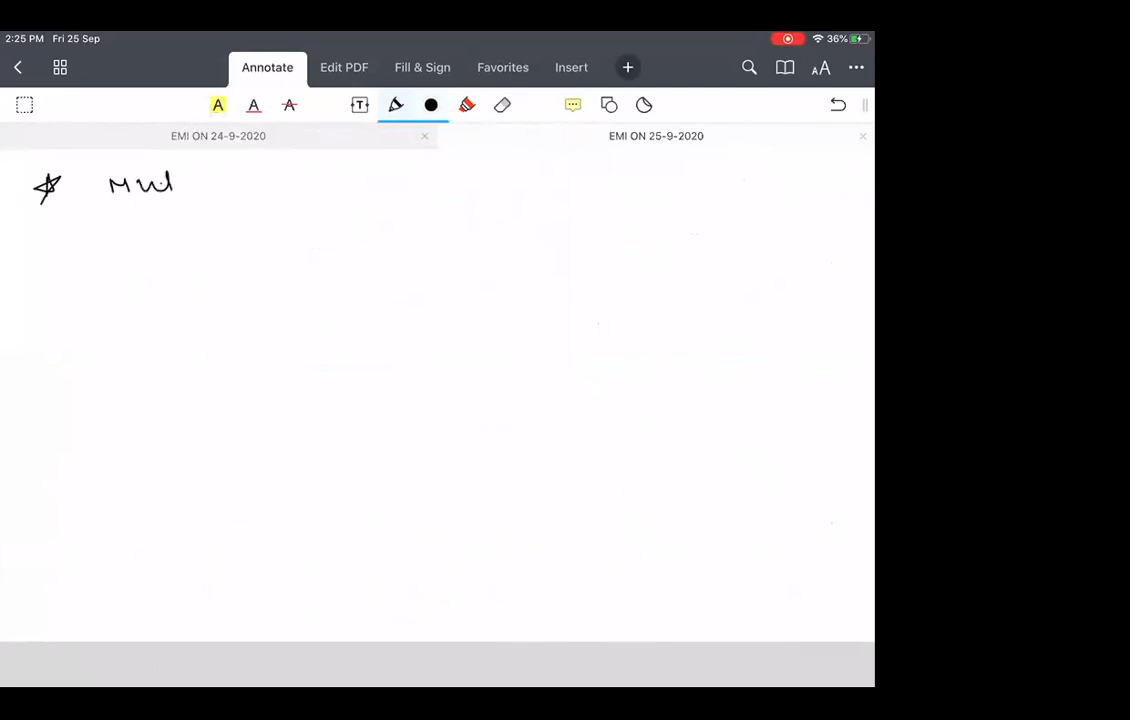 2:25 PM Fri 25 Sep 36%
Annotate Edit PDF Fill & Sign Favorites Insert
EMI ON 24-9-2020 EMI ON 25-9-2020
Mul